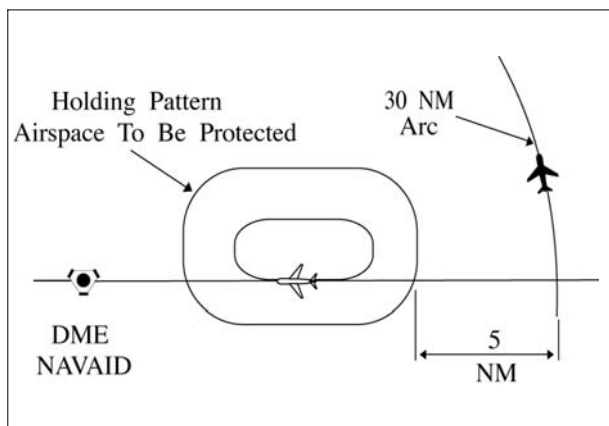 Holding Pattern
Airspace To Be Protected
30 NM
Arc
DME
NAVAID
5
NM